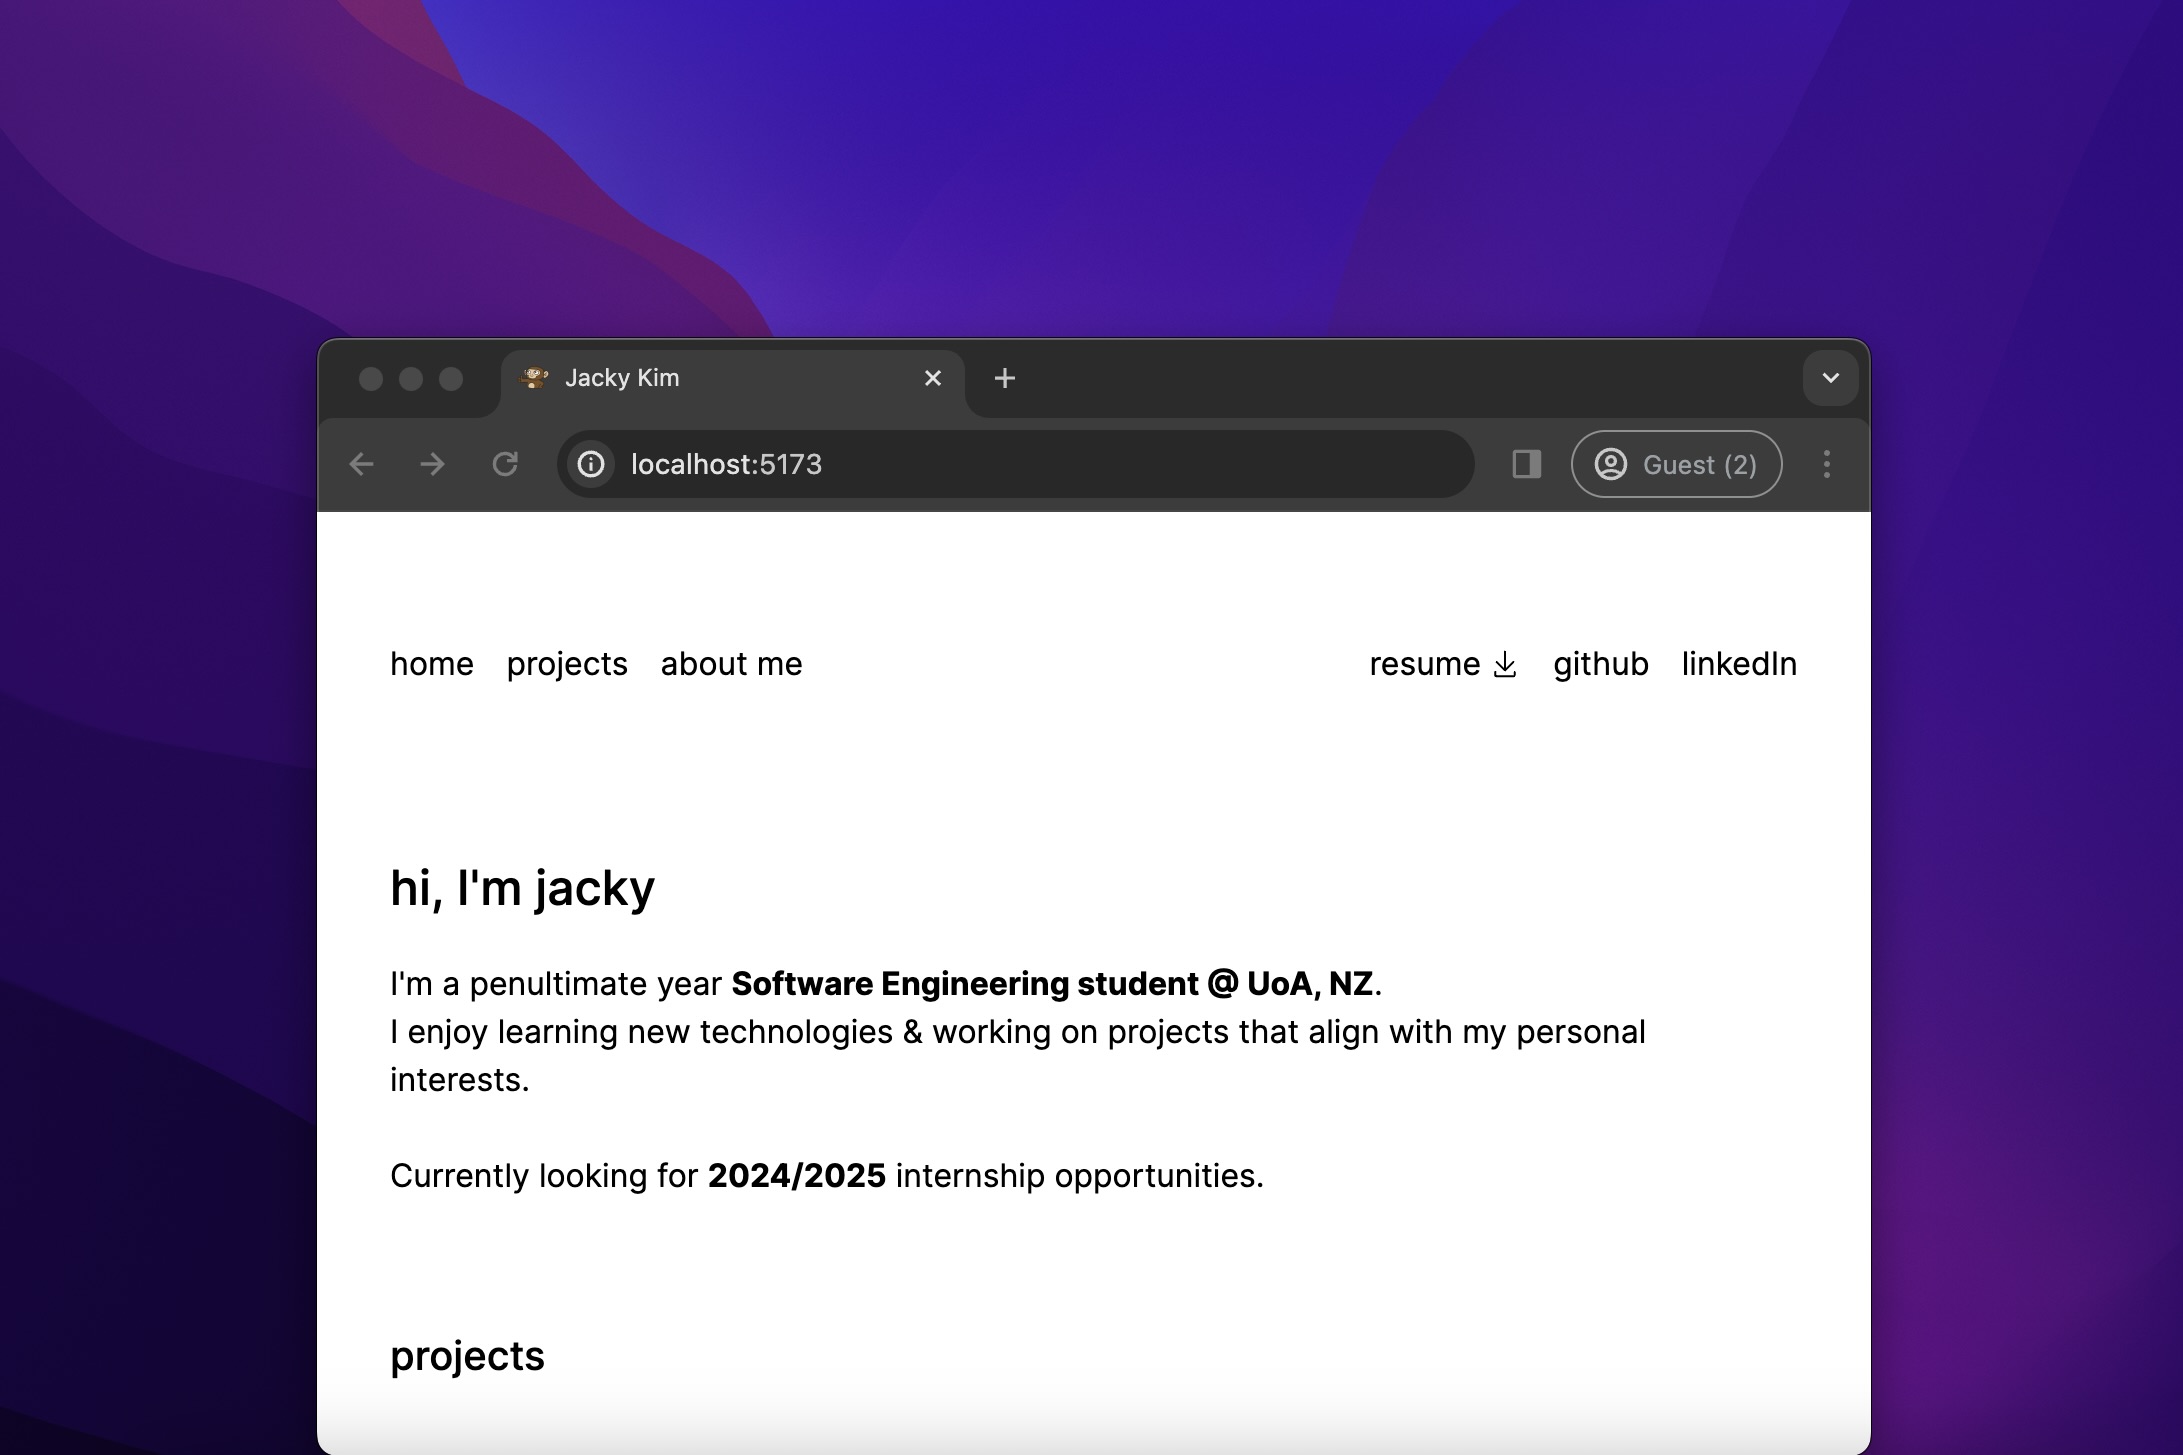 Jacky Kim
localhost:5173
Guest (2)
home projects about me
resume github linkedIn
hi, I'm jacky
I'm a penultimate year Software Engineering student @ UoA, NZ.
I enjoy learning new technologies & working on projects that align with my personal
interests.
Currently looking for 2024/2025 internship opportunities.
projects